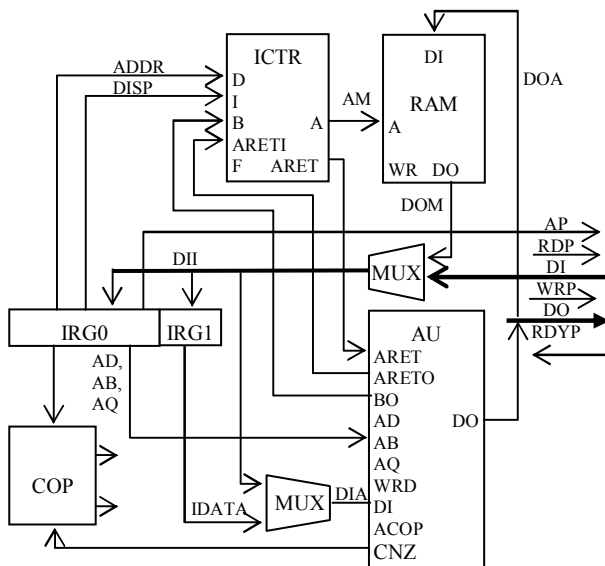 ADDR
DISP
ICTR
D
I
B
ARETI
F
A
ARET
AM
DI
RAM
A
WR DO
DOA
DOM
AP
RDP
DI
WRP
DO
RDYP
MUX
DII
IRG0
IRG1
AD,
AB,
AQ
COP
IDATA
MUX
DIA
AU
ARET
ARETO
BO
AD
AB
AQ
WRD
DI
ACOP
CNZ
DO